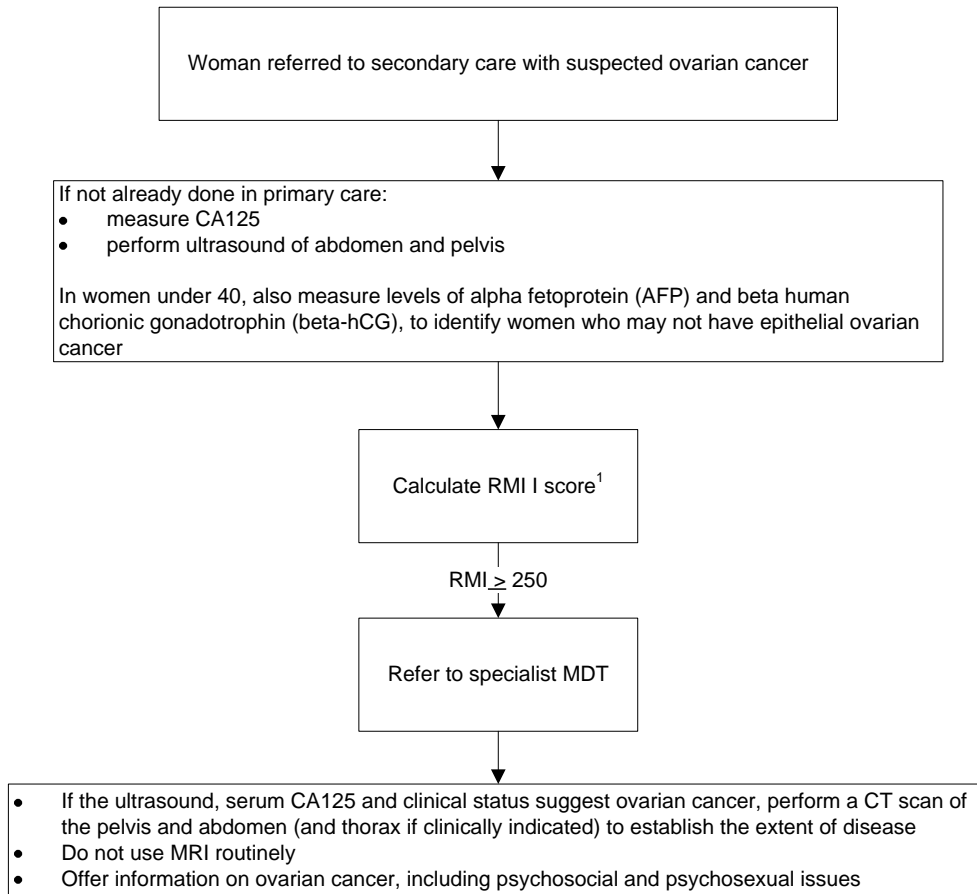 Woman referred to secondary care with suspected ovarian cancer
If not already done in primary care:
• measure CA125
• perform ultrasound of abdomen and pelvis
In women under 40, also measure levels of alpha fetoprotein (AFP) and beta human
chorionic gonadotrophin (beta-hCG), to identify women who may not have epithelial ovarian
cancer
Calculate RMI I score¹
RMI ≥ 250
Refer to specialist MDT
• If the ultrasound, serum CA125 and clinical status suggest ovarian cancer, perform a CT scan of
the pelvis and abdomen (and thorax if clinically indicated) to establish the extent of disease
• Do not use MRI routinely
• Offer information on ovarian cancer, including psychosocial and psychosexual issues